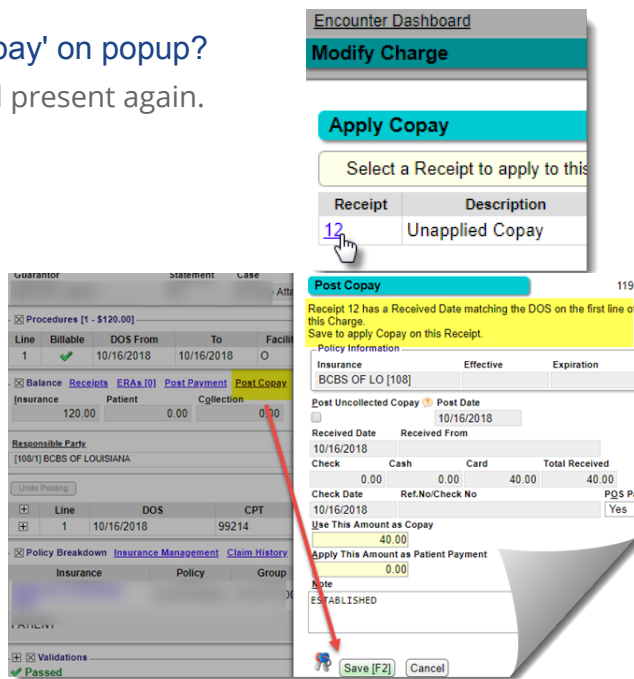 Encounter Dashboard
pay' on popup?
Modify Charge
present again.
Apply Copay
Select a Receipt to apply to this
Receipt Description
12 Unapplied Copay
Guarantor Statement Case
Procedures [1 - $120.00]
Line Billable DOS From To
1 10/16/2018 10/16/2018 O
Balance Receipts ERAs [0] Post Payment Post Copay
Insurance Patient Collection
120.00 0.00 0.00
Responsible Party
[108/1] BCBS OF LOUISIANA
Undo Posting
Line DOS CPT
1 10/16/2018 99214
Policy Breakdown Insurance Management Claim History
Insurance Policy Group
Validations
Passed
Post Copay 119
Receipt 12 has a Received Date matching the DOS on the first line of
this Charge.
Save to apply Copay on this Receipt.
Policy Information
Insurance Effective Expiration
BCBS OF LO [108]
Post Uncollected Copay Post Date
10/16/2018
Received Date Received From
10/16/2018
Check Cash Card Total Received
0.00 0.00 40.00 40.00
Check Date Ref.No/Check No POS Pa
10/16/2018 Yes
Use This Amount as Copay
40.00
Apply This Amount as Patient Payment
0.00
Note
ESTABLISHED
Save [F2] Cancel